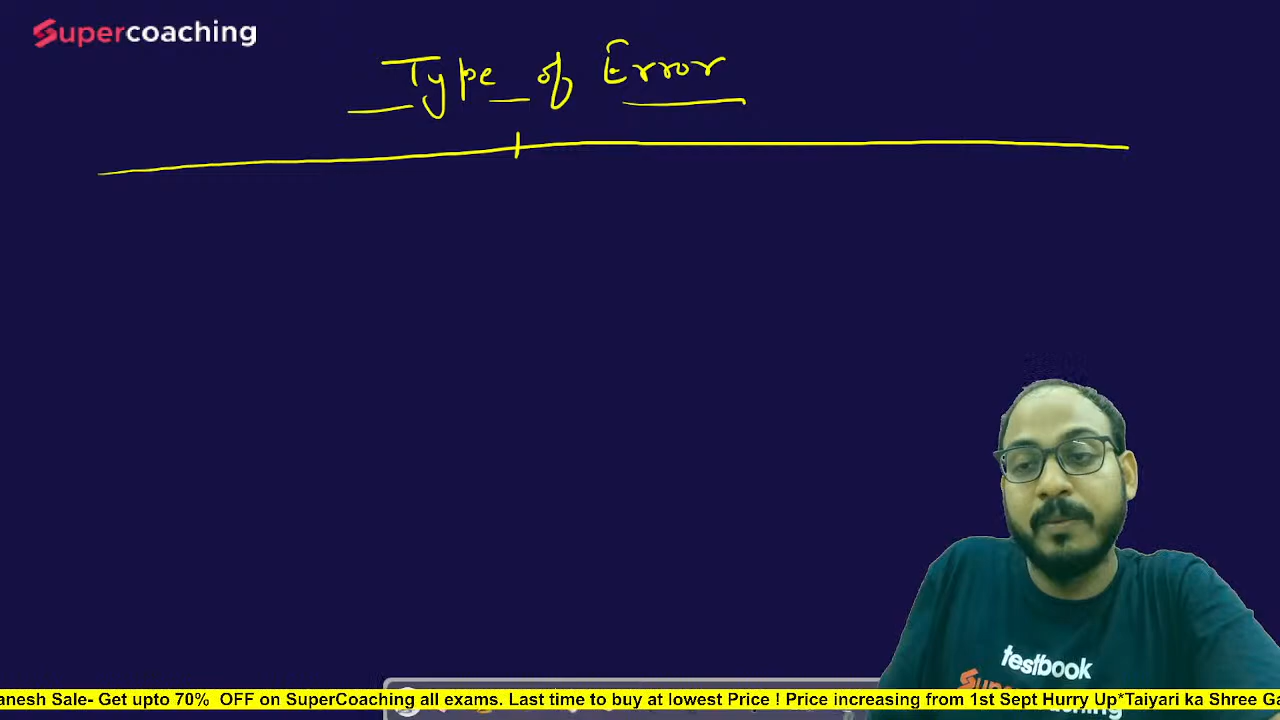 Supercoaching
Type of Error
testbook
anesh Sale- Get upto 70% OFF on SuperCoaching all exams. Last time to buy at lowest Price ! Price increasing from 1st Sept Hurry Up*Taiyari ka Shree Ga